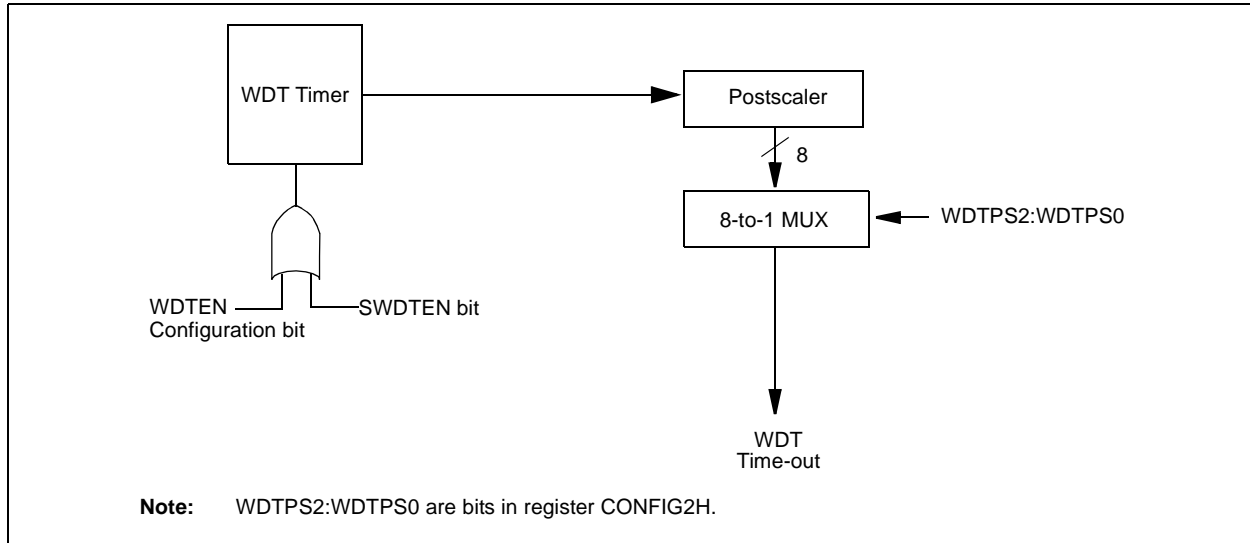 WDT Timer
Postscaler
8
8-to-1 MUX
WDTPS2:WDTPS0
WDTEN
Configuration bit
SWDTEN bit
WDT
Time-out
Note: WDTPS2:WDTPS0 are bits in register CONFIG2H.